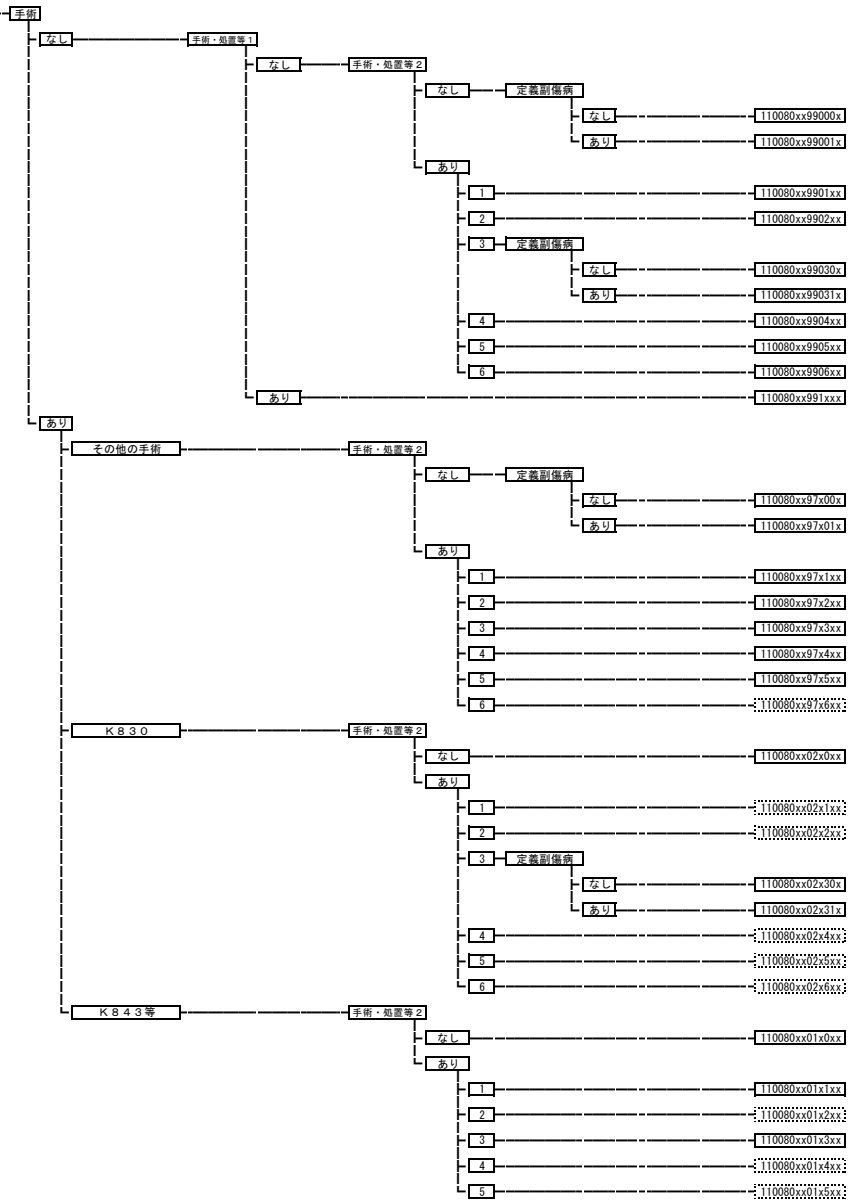 手術
なし 手術・処置等1
なし 手術・処置等2
なし 定義副傷病
なし 110080xx99000x
あり 110080xx99001x
あり
1 110080xx9901xx
2 110080xx9902xx
3 定義副傷病
なし 110080xx99030x
あり 110080xx99031x
4 110080xx9904xx
5 110080xx9905xx
6 110080xx9906xx
あり 110080xx991xxx
あり
その他の手術 手術・処置等2
なし 定義副傷病
なし 110080xx97x00x
あり 110080xx97x01x
あり
1 110080xx97x1xx
2 110080xx97x2xx
3 110080xx97x3xx
4 110080xx97x4xx
5 110080xx97x5xx
6 110080xx97x6xx
K830 手術・処置等2
なし 110080xx02x0xx
あり
1 110080xx02x1xx
2 110080xx02x2xx
3 定義副傷病
なし 110080xx02x30x
あり 110080xx02x31x
4 110080xx02x4xx
5 110080xx02x5xx
6 110080xx02x6xx
K843等 手術・処置等2
なし 110080xx01x0xx
あり
1 110080xx01x1xx
2 110080xx01x2xx
3 110080xx01x3xx
4 110080xx01x4xx
5 110080xx01x5xx